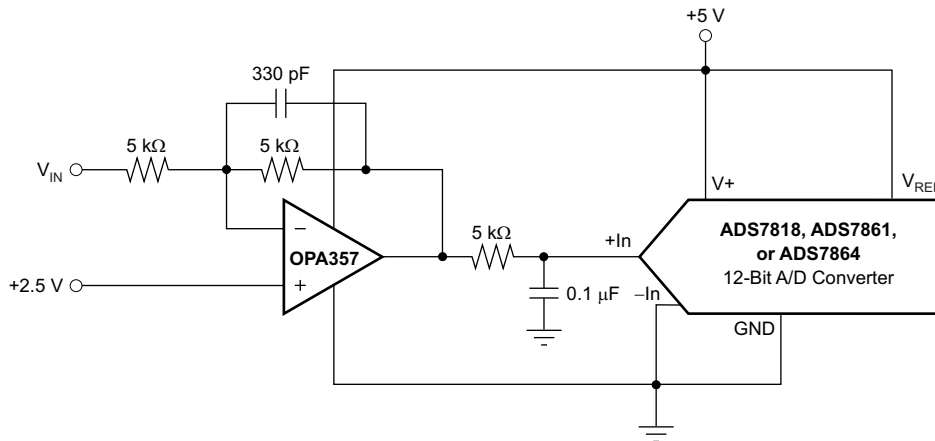 +5 V
330 pF
5 kΩ
5 kΩ
V_IN
V+
V_REF
−
OPA357
5 kΩ
+In
ADS7818, ADS7861,
or ADS7864
12-Bit A/D Converter
+2.5 V
+
0.1 µF
−In
GND